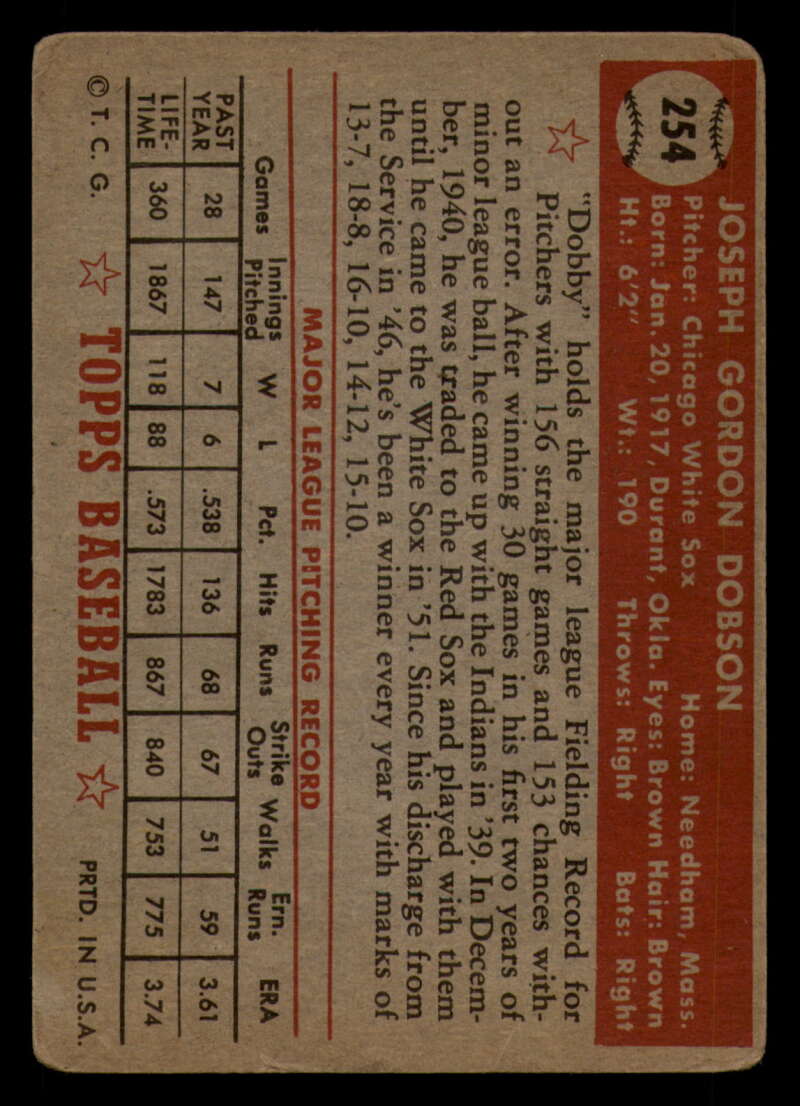 254
JOSEPH GORDON DOBSON
Pitcher: Chicago White Sox Home: Needham, Mass.
Born: Jan. 20, 1917, Durant, Okla. Eyes: Brown Hair: Brown
Ht.: 6'2" Wt.: 190 Throws: Right Bats: Right
"Dobby" holds the major league Fielding Record for
Pitchers with 156 straight games and 153 chances with-
out an error. After winning 30 games in his first two years of
minor league ball, he came up with the Indians in '39. In Decem-
ber, 1940, he was traded to the Red Sox and played with them
until he came to the White Sox in '51. Since his discharge from
the Service in '46, he's been a winner every year with marks of
13-7, 18-8, 16-10, 14-12, 15-10.
MAJOR LEAGUE PITCHING RECORD
Games Innings Pitched W L Pct. Hits Runs Strike Outs Walks Ern. Runs ERA
PAST YEAR 28 147 7 6 .538 136 68 67 51 59 3.61
LIFE-TIME 360 1867 118 88 .573 1783 867 840 753 775 3.74
© T. C. G. TOPPS BASEBALL PRTD. IN U.S.A.